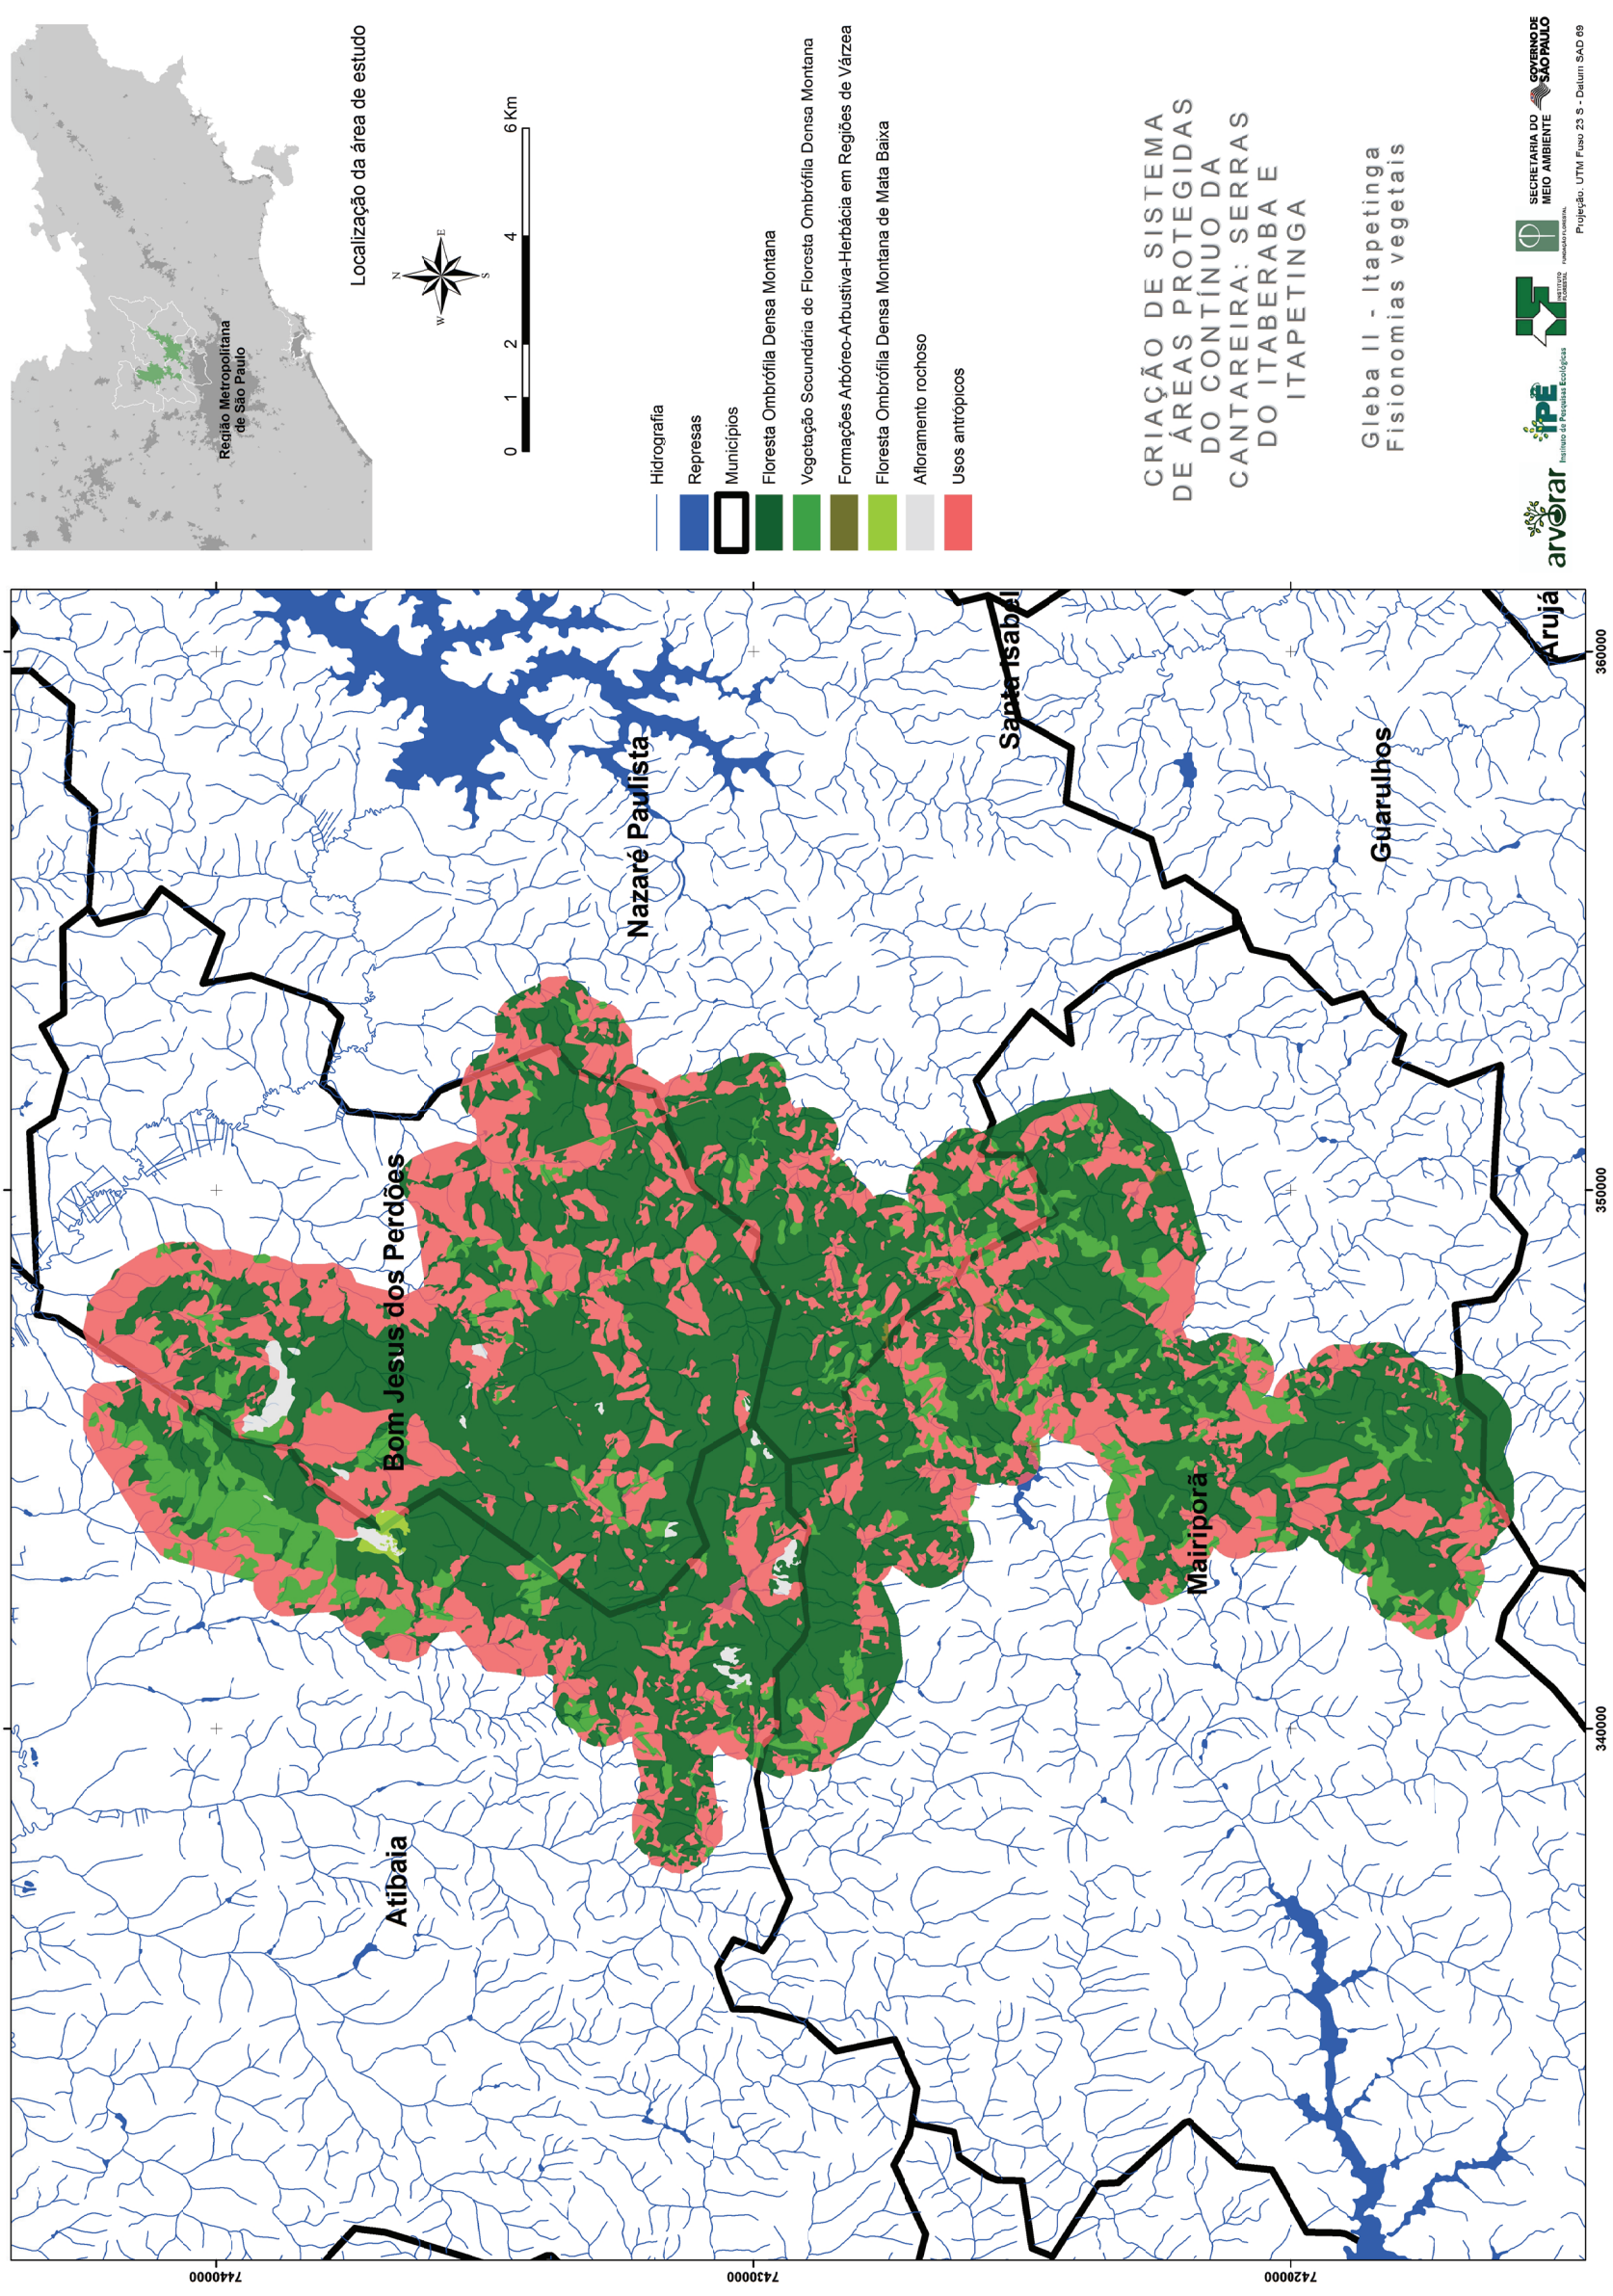 Região Metropolitana
de São Paulo
Localização da área de estudo
N
W
E
S
0
1
2
4
6 Km
Hidrografia
Represas
Municípios
Floresta Ombrófila Densa Montana
Vegetação Secundária de Floresta Ombrófila Densa Montana
Formações Arbóreo-Arbustiva-Herbácia em Regiões de Várzea
Floresta Ombrófila Densa Montana de Mata Baixa
Afloramento rochoso
Usos antrópicos
CRIAÇÃO DE SISTEMA
DE ÁREAS PROTEGIDAS
DO CONTÍNUO DA
CANTAREIRA: SERRAS
DO ITABERABA E
ITAPETINGA
Gleba II - Itapetinga
Fisionomias vegetais
arvorar
IPÊ
Instituto de Pesquisas Ecológicas
INSTITUTO
FLORESTAL
FUNDAÇÃO FLORESTAL
SECRETARIA DO
MEIO AMBIENTE
GOVERNO DE
SÃO PAULO
Projeção: UTM Fuso 23 S - Datum SAD 69
Atibaia
Bom Jesus dos Perdões
Nazaré Paulista
Santa Isabel
Mairiporã
Guarulhos
Arujá
7440000
7430000
7420000
340000
350000
360000